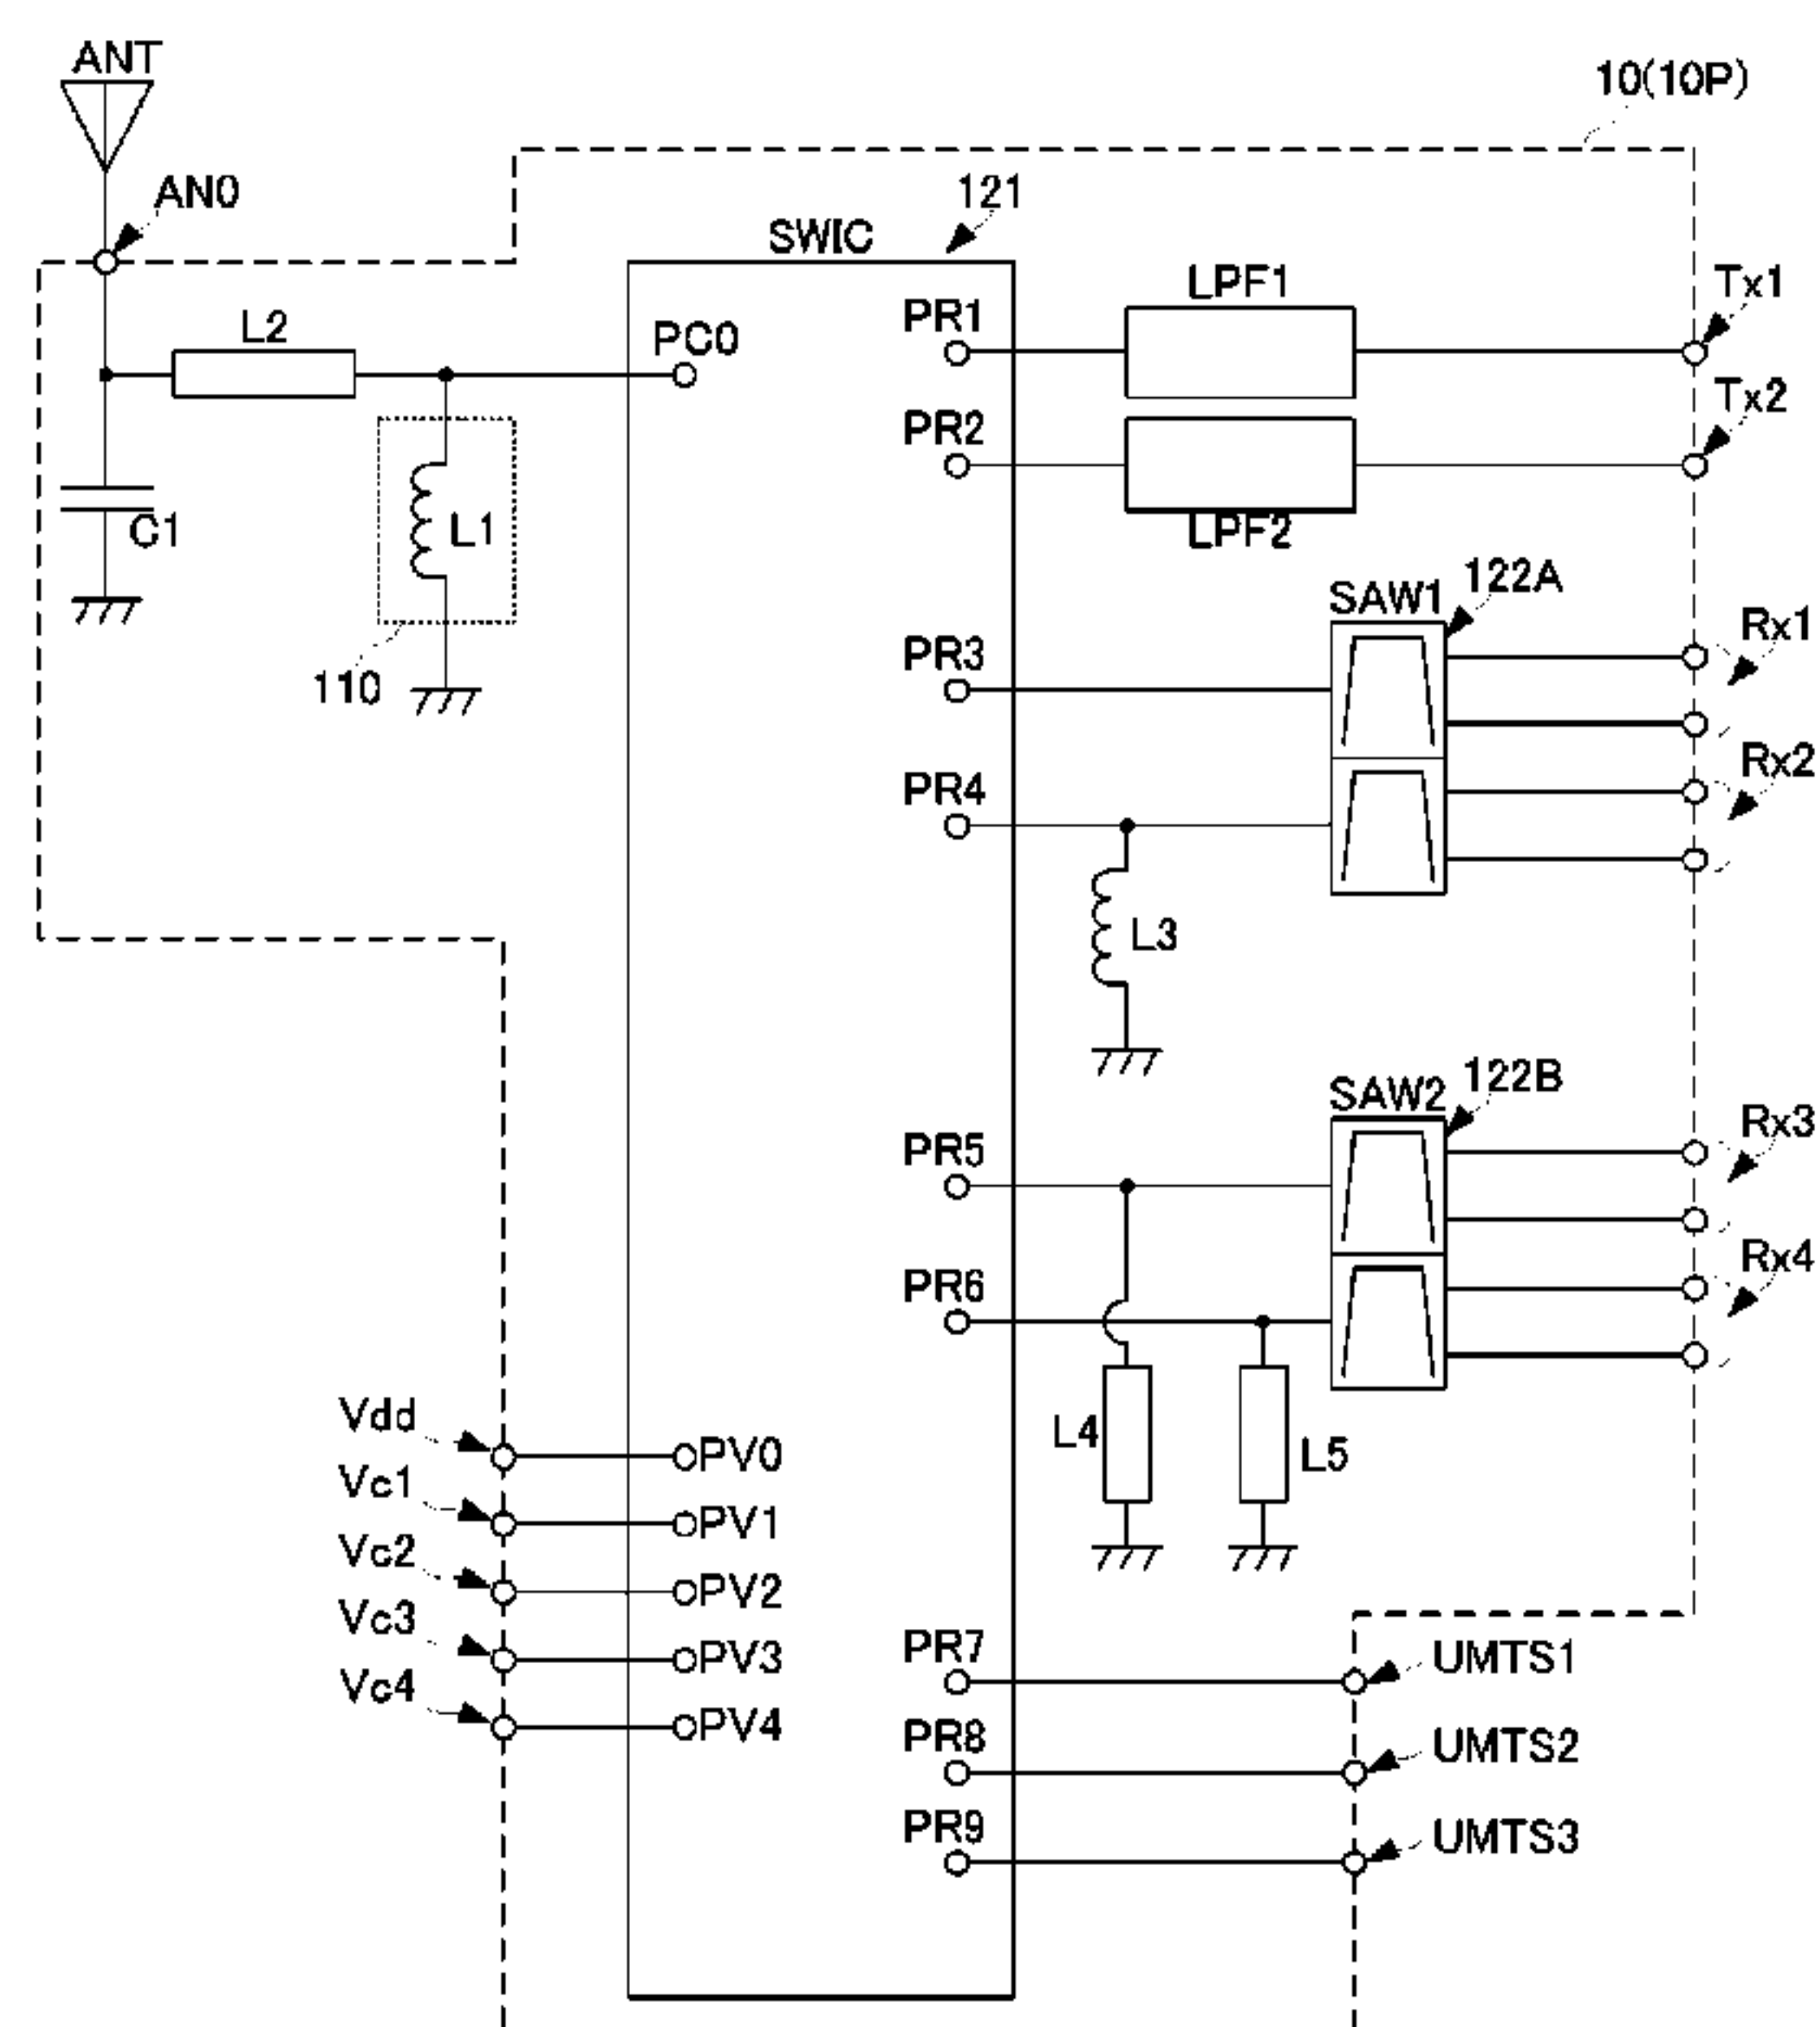 ANT
10(10P)
AN0
121
SWIC
L2
PC0
PR1
LPF1
Tx1
PR2
LPF2
Tx2
C1
L1
110
PR3
SAW1
122A
Rx1
PR4
Rx2
L3
PR5
SAW2
122B
Rx3
PR6
Rx4
L4
L5
Vdd
PV0
Vc1
PV1
Vc2
PV2
Vc3
PV3
Vc4
PV4
PR7
UMTS1
PR8
UMTS2
PR9
UMTS3